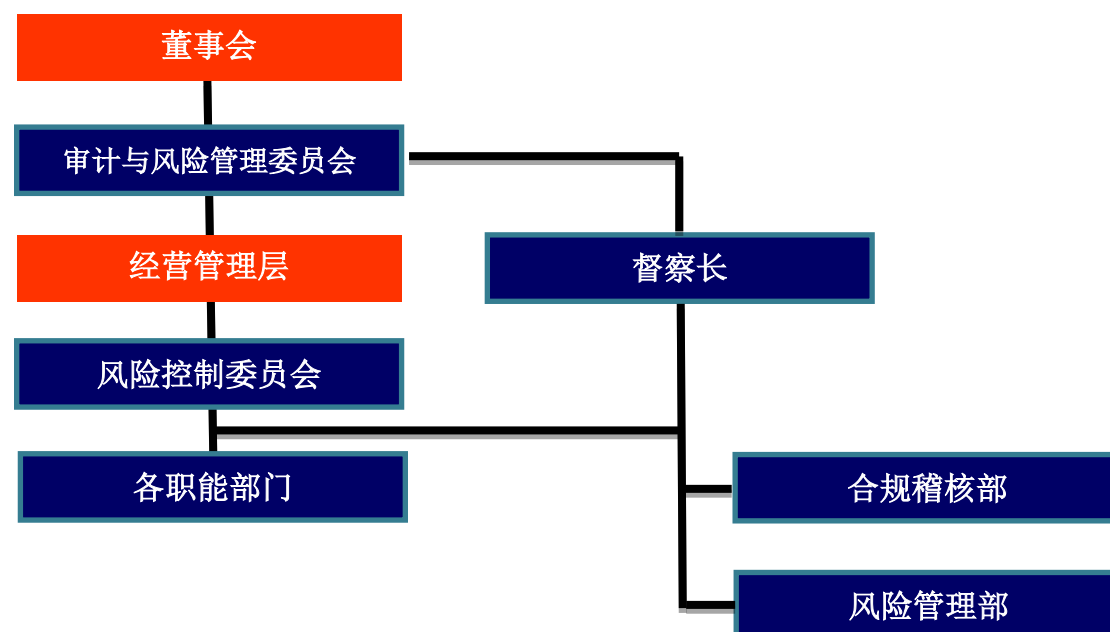 董事会
审计与风险管理委员会
经营管理层
督察长
风险控制委员会
各职能部门
合规稽核部
风险管理部